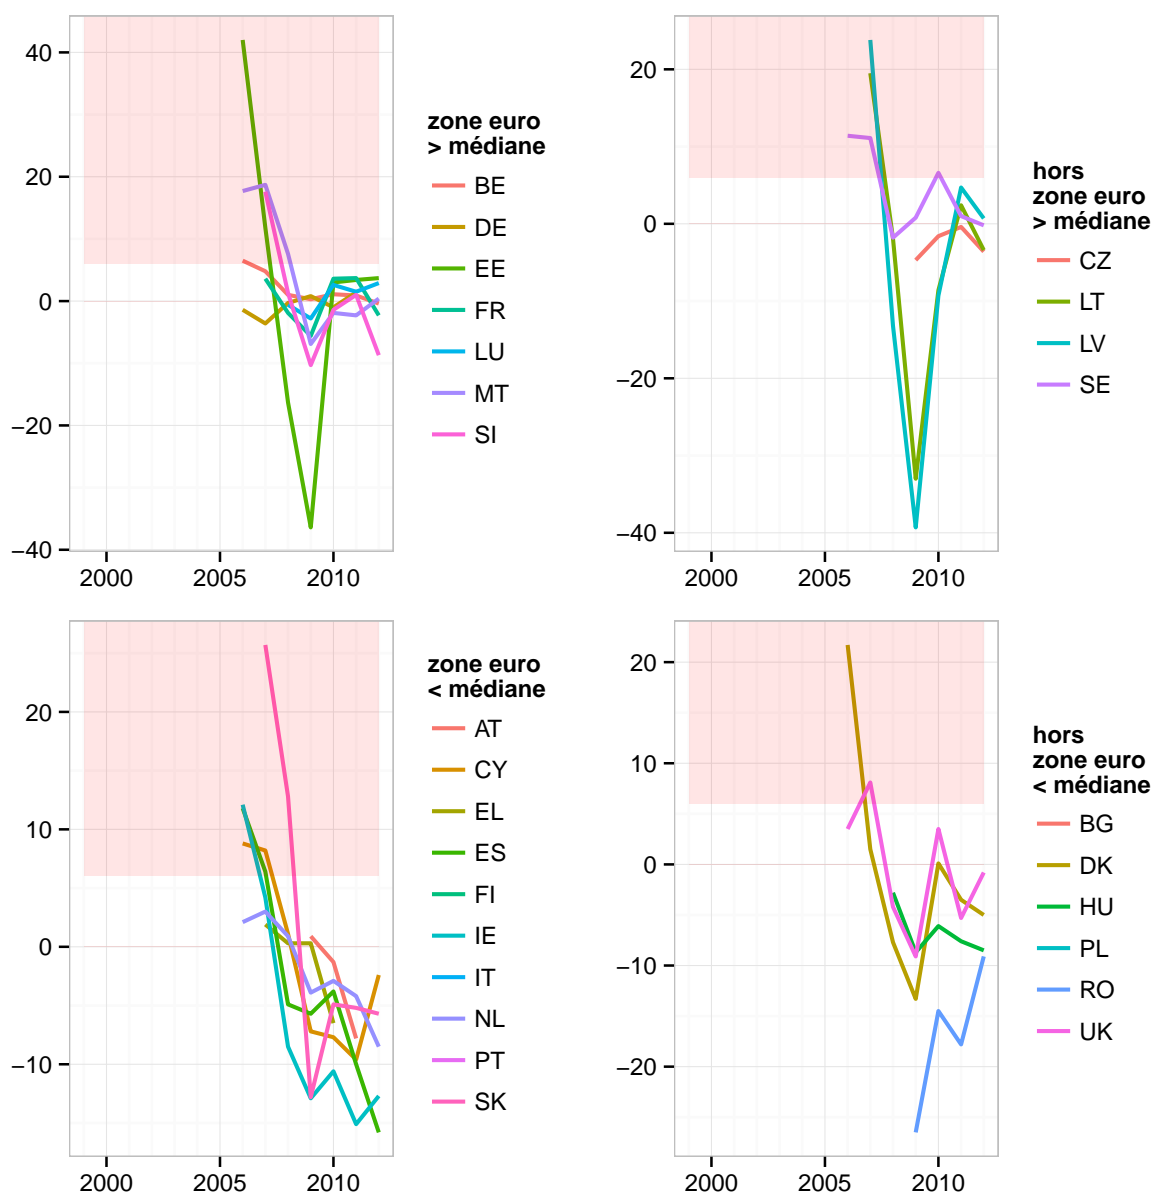 40
20
0
−20
−40
2000
2005
2010
zone euro
> médiane
BE
DE
EE
FR
LU
MT
SI
20
0
−20
−40
2000
2005
2010
hors
zone euro
> médiane
CZ
LT
LV
SE
20
10
0
−10
2000
2005
2010
zone euro
< médiane
AT
CY
EL
ES
FI
IE
IT
NL
PT
SK
20
10
0
−10
−20
2000
2005
2010
hors
zone euro
< médiane
BG
DK
HU
PL
RO
UK